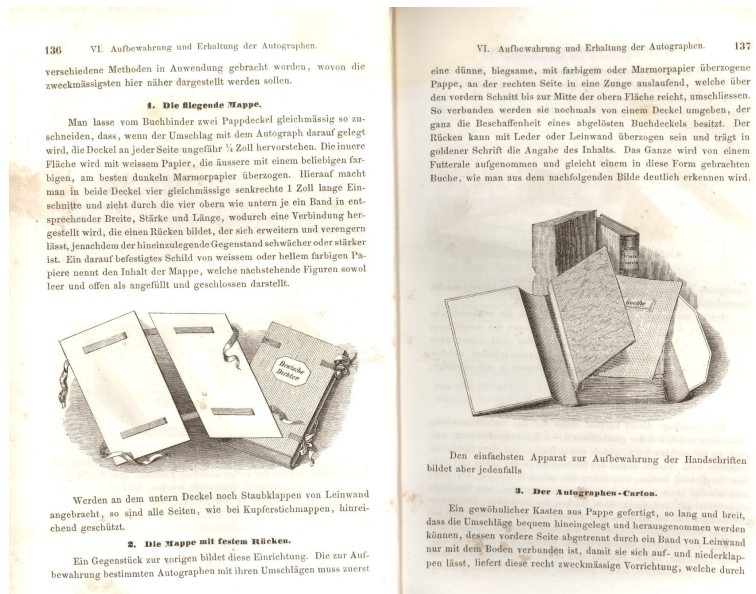 136 VI. Aufbewahrung und Erhaltung der Autographen.
verschiedene Methoden in Anwendung gebracht worden, wovon die
zweckmässigsten hier näher dargestellt werden sollen.
1. Die fliegende Mappe.
Man lasse vom Buchbinder zwei Pappdeckel gleichmässig so zu-
schneiden, dass, wenn der Umschlag mit dem Autograph darauf gelegt
wird, die Deckel an jeder Seite ungefähr ¼ Zoll hervorstehen. Die innere
Fläche wird mit weissem Papier, die äussere mit einem beliebigen far-
bigen, am besten dunkeln Marmorpapier überzogen. Hierauf macht
man in beide Deckel vier gleichmässige senkrechte 1 Zoll lange Ein-
schnitte und zieht durch die vier obern wie untern je ein Band in ent-
sprechender Breite, Stärke und Länge, wodurch eine Verbindung her-
gestellt wird, die einen Rücken bildet, der sich erweitern und verengern
lässt, jenachdem der hineinzulegende Gegenstand schwächer oder stärker
ist. Ein darauf befestigtes Schild von weissem oder hellem farbigen Pa-
piere nennt den Inhalt der Mappe, welche nachstehende Figuren sowol
leer und offen als angefüllt und geschlossen darstellt.
Deutsche
Dichter.
Werden an dem untern Deckel noch Staubklappen von Leinwand
angebracht, so sind alle Seiten, wie bei Kupferstichmappen, hinrei-
chend geschützt.
2. Die Mappe mit festem Rücken.
Ein Gegenstück zur vorigen bildet diese Einrichtung. Die zur Auf-
bewahrung bestimmten Autographen mit ihren Umschlägen muss zuerst
VI. Aufbewahrung und Erhaltung der Autographen. 137
eine dünne, biegsame, mit farbigem oder Marmorpapier überzogene
Pappe, an der rechten Seite in eine Zunge auslaufend, welche über
den vordern Schnitt bis zur Mitte der obern Fläche reicht, umschliessen.
So verbunden werden sie nochmals von einem Deckel umgeben, der
ganz die Beschaffenheit eines abgelösten Buchdeckels besitzt. Der
Rücken kann mit Leder oder Leinwand überzogen sein und trägt in
goldener Schrift die Angabe des Inhalts. Das Ganze wird von einem
Futterale aufgenommen und gleicht einem in diese Form gebrachten
Buche, wie man aus dem nachfolgenden Bilde deutlich erkennen wird.
Goethe
Den einfachsten Apparat zur Aufbewahrung der Handschriften
bildet aber jedenfalls
3. Der Autographen-Carton.
Ein gewöhnlicher Kasten aus Pappe gefertigt, so lang und breit,
dass die Umschläge bequem hineingelegt und herausgenommen werden
können, dessen vordere Seite abgetrennt durch ein Band von Leinwand
nur mit dem Boden verbunden ist, damit sie sich auf- und niederklap-
pen lässt, liefert diese recht zweckmässige Vorrichtung, welche durch